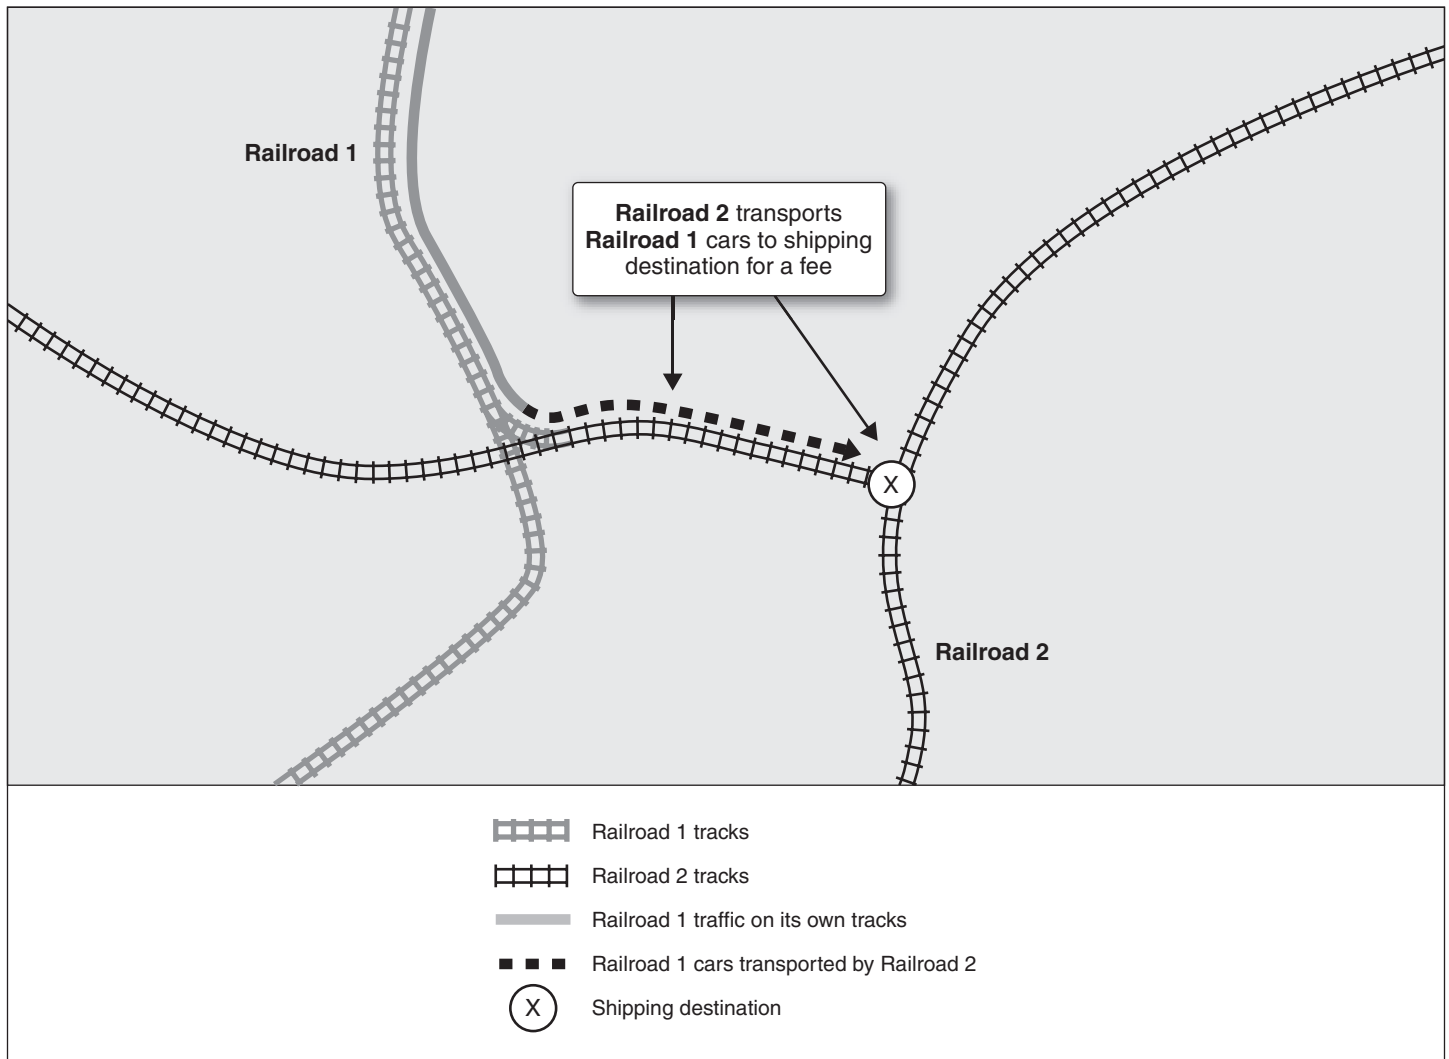 Railroad 1
Railroad 2 transports
Railroad 1 cars to shipping
destination for a fee
X
Railroad 2
Railroad 1 tracks
Railroad 2 tracks
Railroad 1 traffic on its own tracks
Railroad 1 cars transported by Railroad 2
X Shipping destination